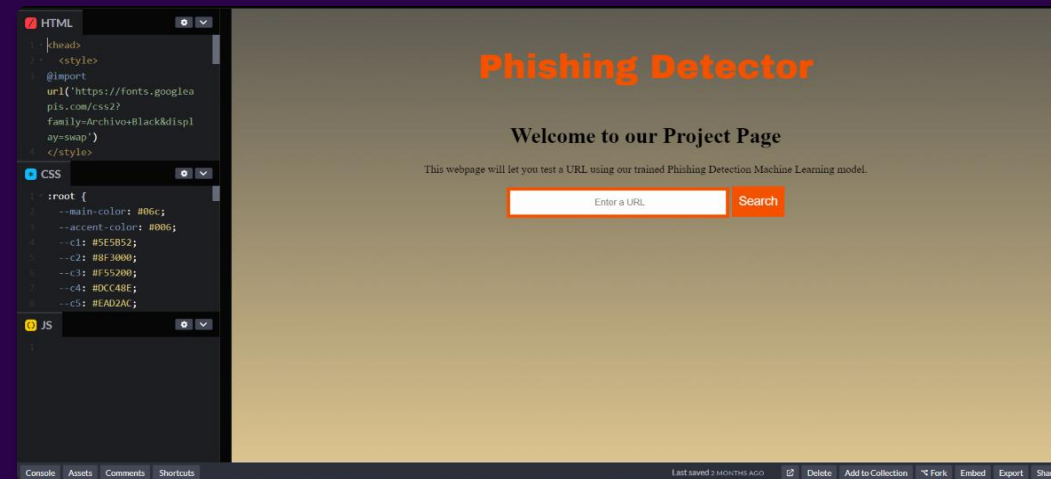 HTML
1 <head>
2 <style>
3 @import
url('https://fonts.googlea
pis.com/css2?
family=Archivo+Black&displ
ay=swap')
4 </style>
CSS
1 :root {
2 --main-color: #06c;
3 --accent-color: #006;
4 --c1: #5E5B52;
5 --c2: #8F3000;
6 --c3: #F55200;
7 --c4: #DCC48E;
8 --c5: #EAD2AC;
JS
1
Phishing Detector
Welcome to our Project Page
This webpage will let you test a URL using our trained Phishing Detection Machine Learning model.
Enter a URL Search
Console Assets Comments Shortcuts Last saved 2 MONTHS AGO Delete Add to Collection Fork Embed Export